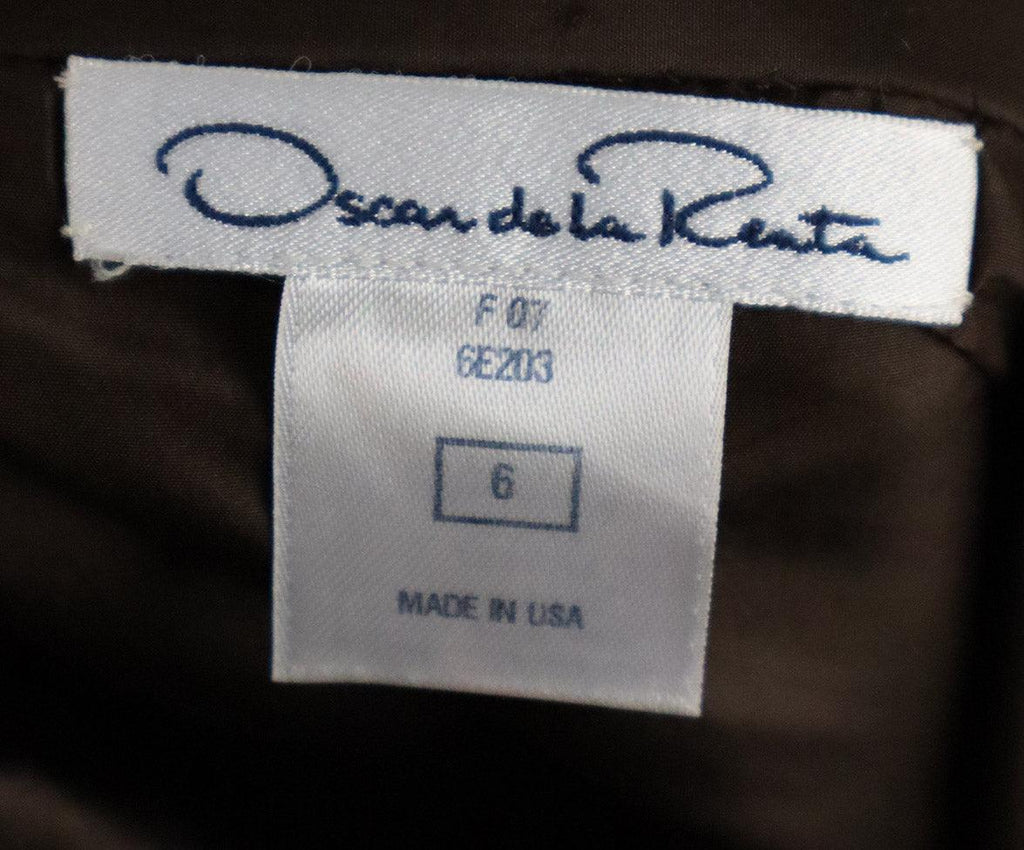 Oscar de la Renta
F 07
6E203
6
MADE IN USA